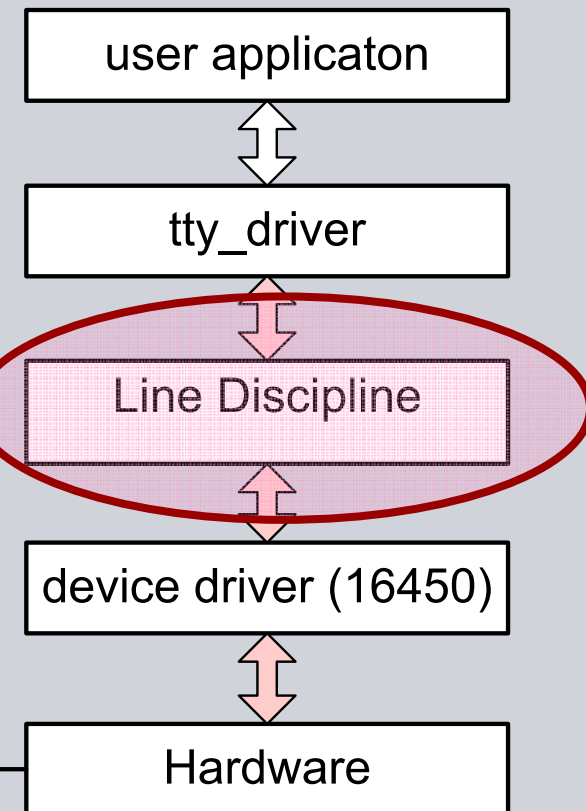 user applicaton
tty_driver
Line Discipline
device driver (16450)
Hardware